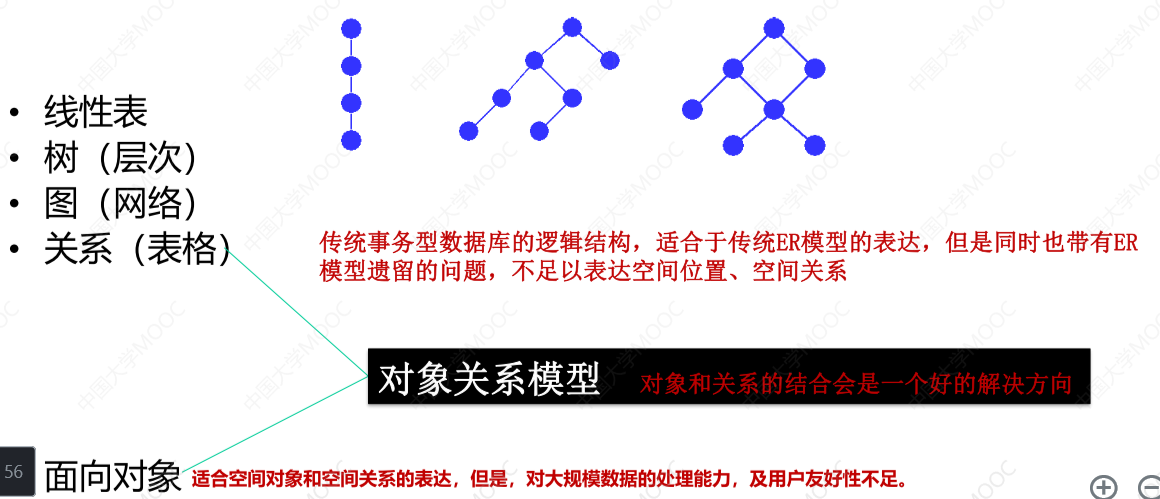 • 线性表
• 树（层次）
• 图（网络）
• 关系（表格）
传统事务型数据库的逻辑结构，适合于传统ER模型的表达，但是同时也带有ER
模型遗留的问题，不足以表达空间位置、空间关系
对象关系模型 对象和关系的结合会是一个好的解决方向
56
面向对象 适合空间对象和空间关系的表达，但是，对大规模数据的处理能力，及用户友好性不足。
中国大学MOOC